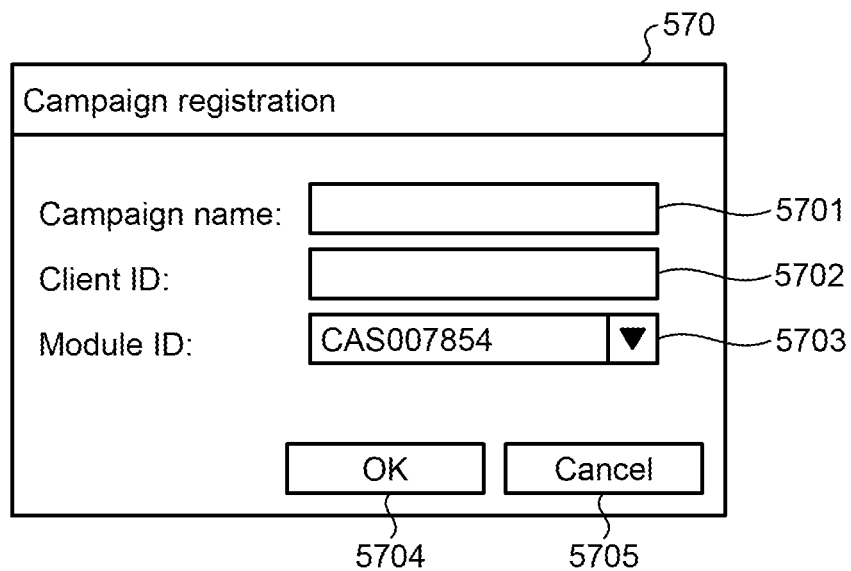 570
Campaign registration
Campaign name:
5701
Client ID:
5702
Module ID:
CAS007854
5703
OK
Cancel
5704
5705